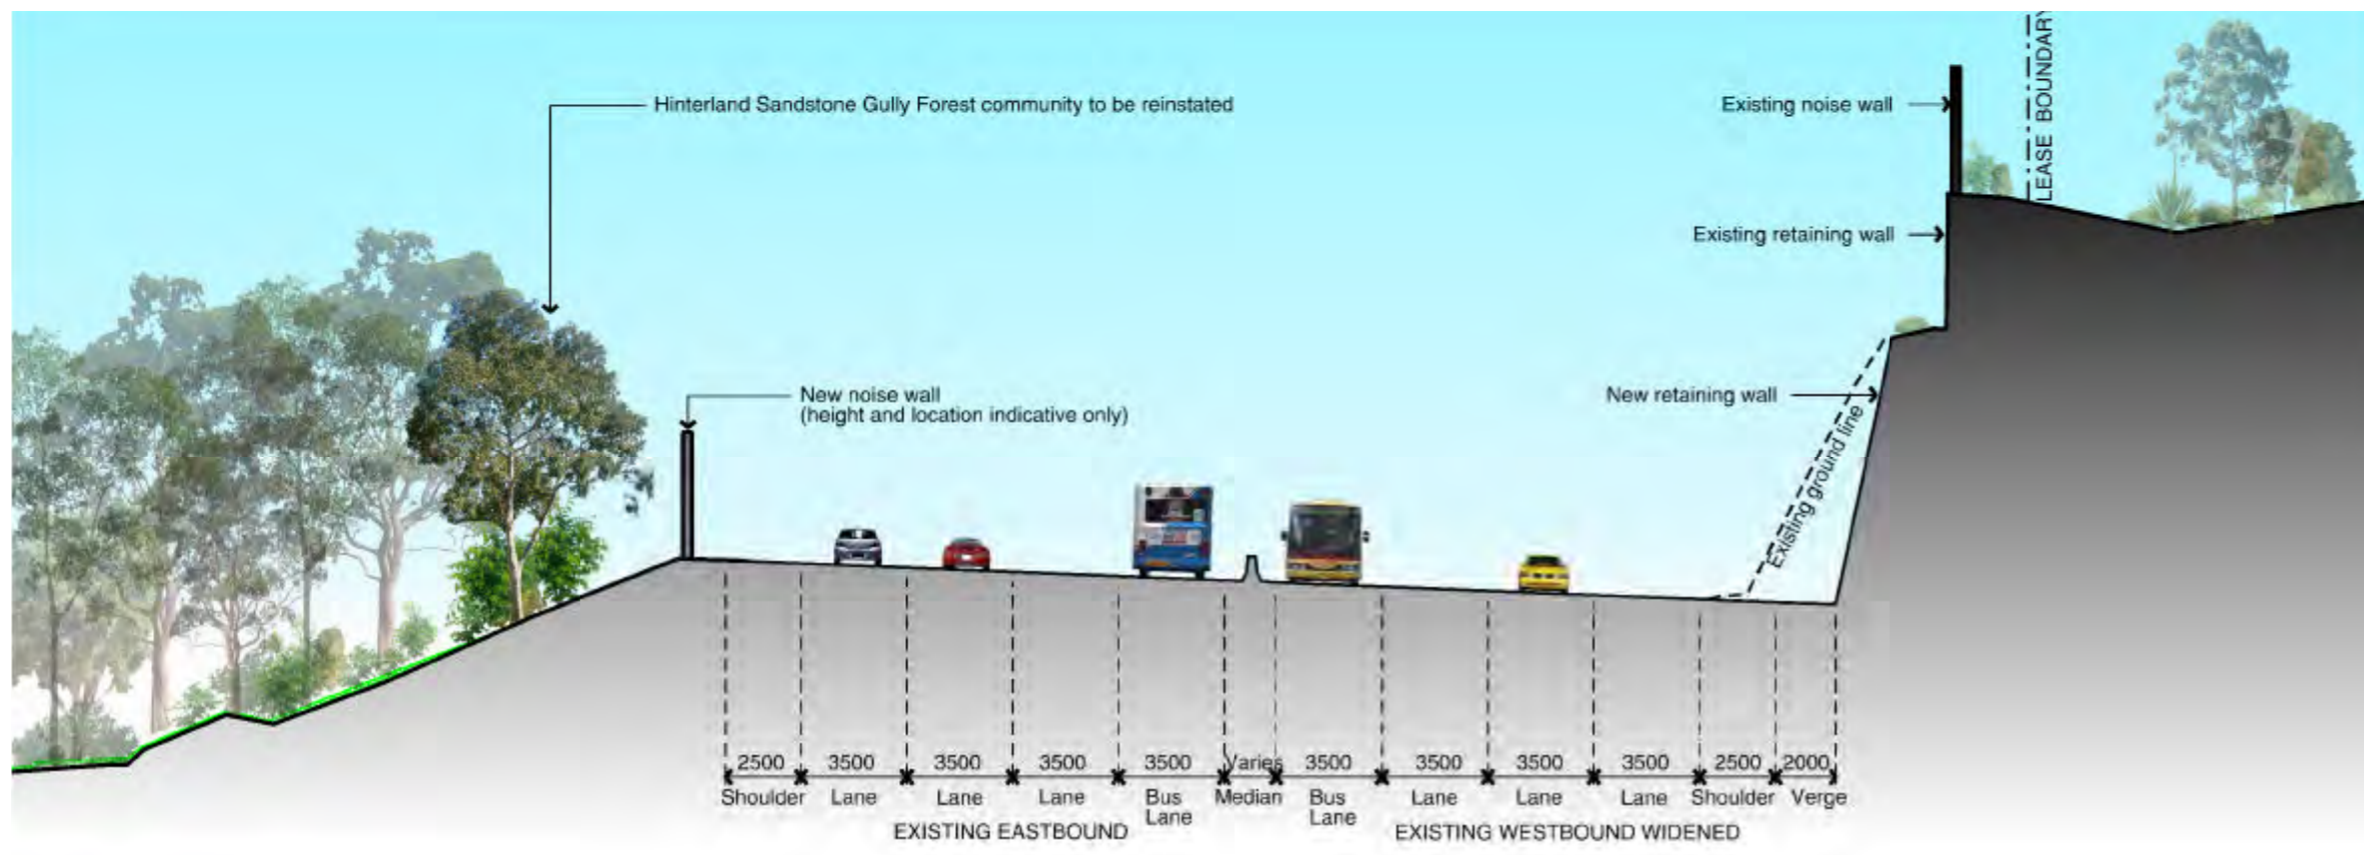 LEASE BOUNDARY
Hinterland Sandstone Gully Forest community to be reinstated
Existing noise wall
Existing retaining wall
New noise wall
(height and location indicative only)
New retaining wall
Existing ground line
2500 3500 3500 3500 3500 Varies 3500 3500 3500 3500 2500 2000
Shoulder Lane Lane Lane Bus Median Bus Lane Lane Lane Shoulder Verge
Lane Lane
EXISTING EASTBOUND EXISTING WESTBOUND WIDENED